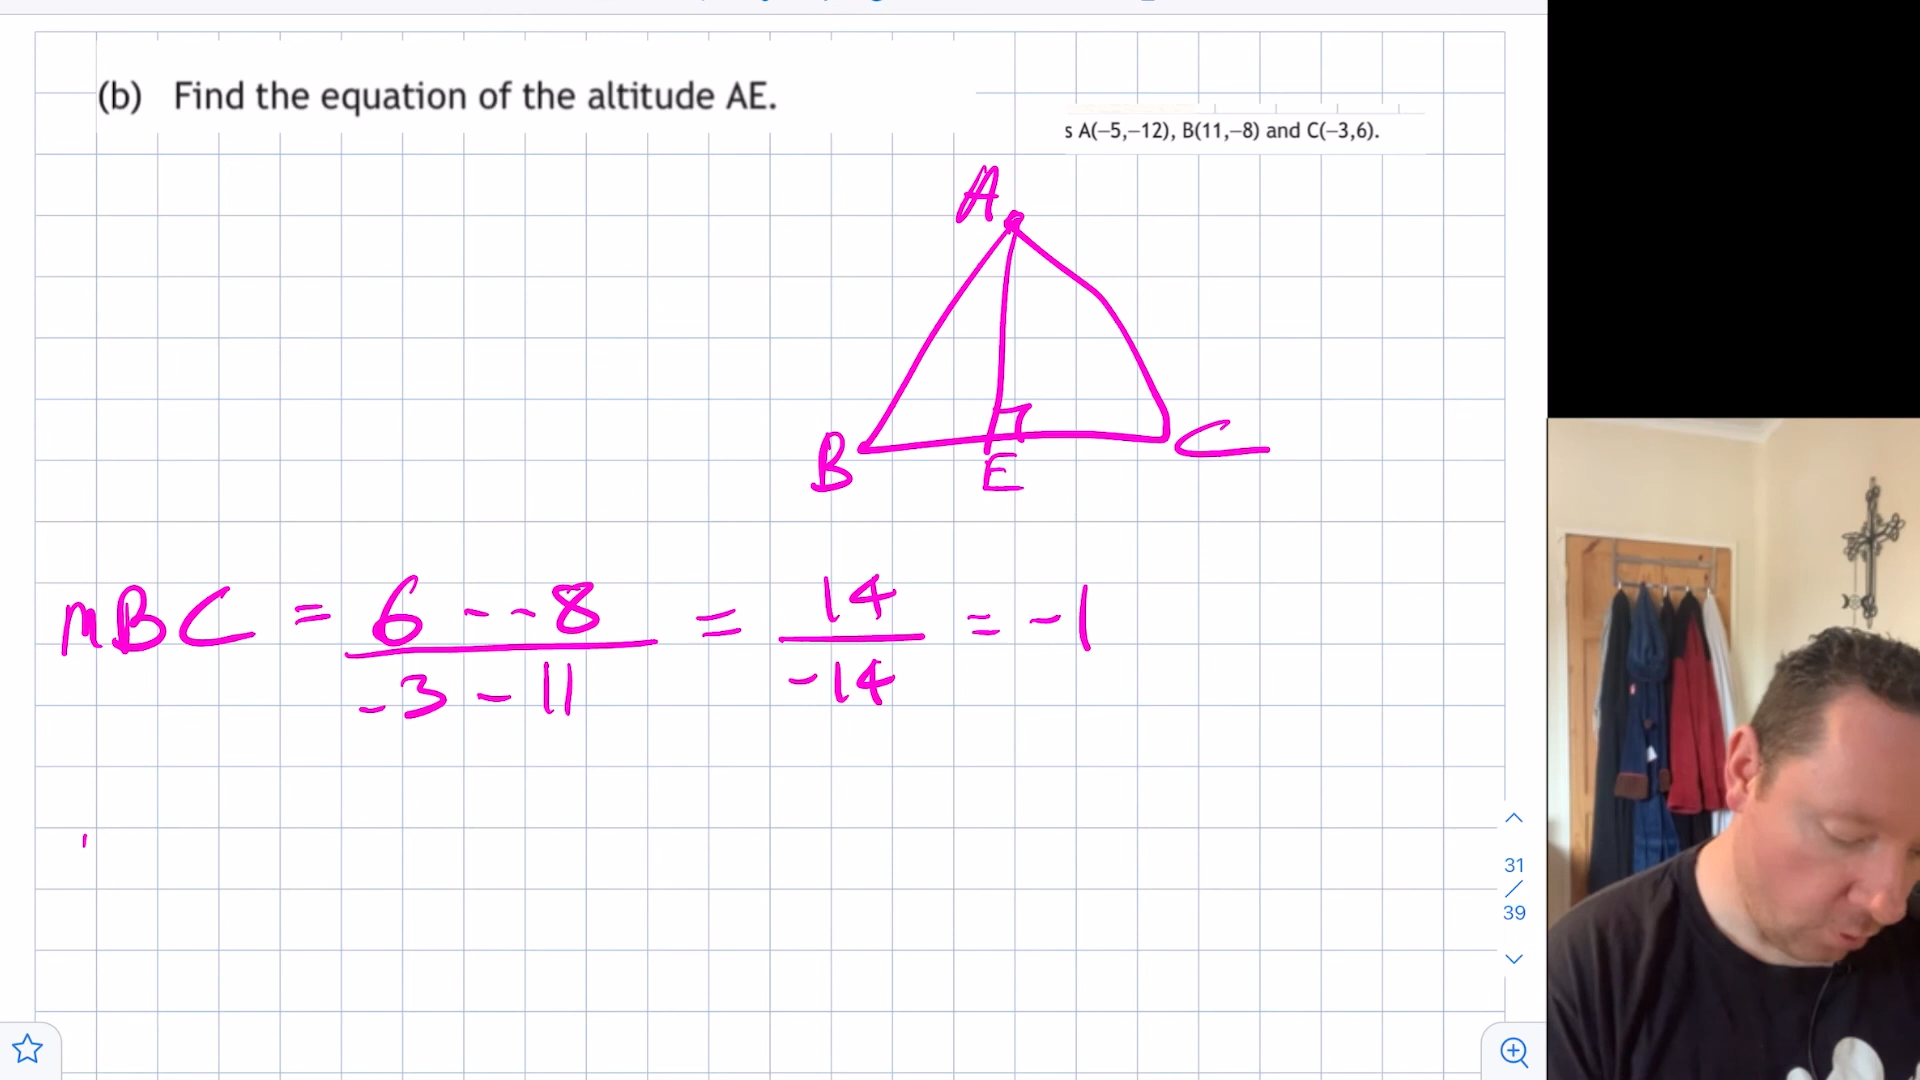 (b) Find the equation of the altitude AE.
s A(−5,−12), B(11,−8) and C(−3,6).
A
B
E
C
mBC = 6 - -8 / -3 - 11 = 14 / -14 = -1
31
/
39